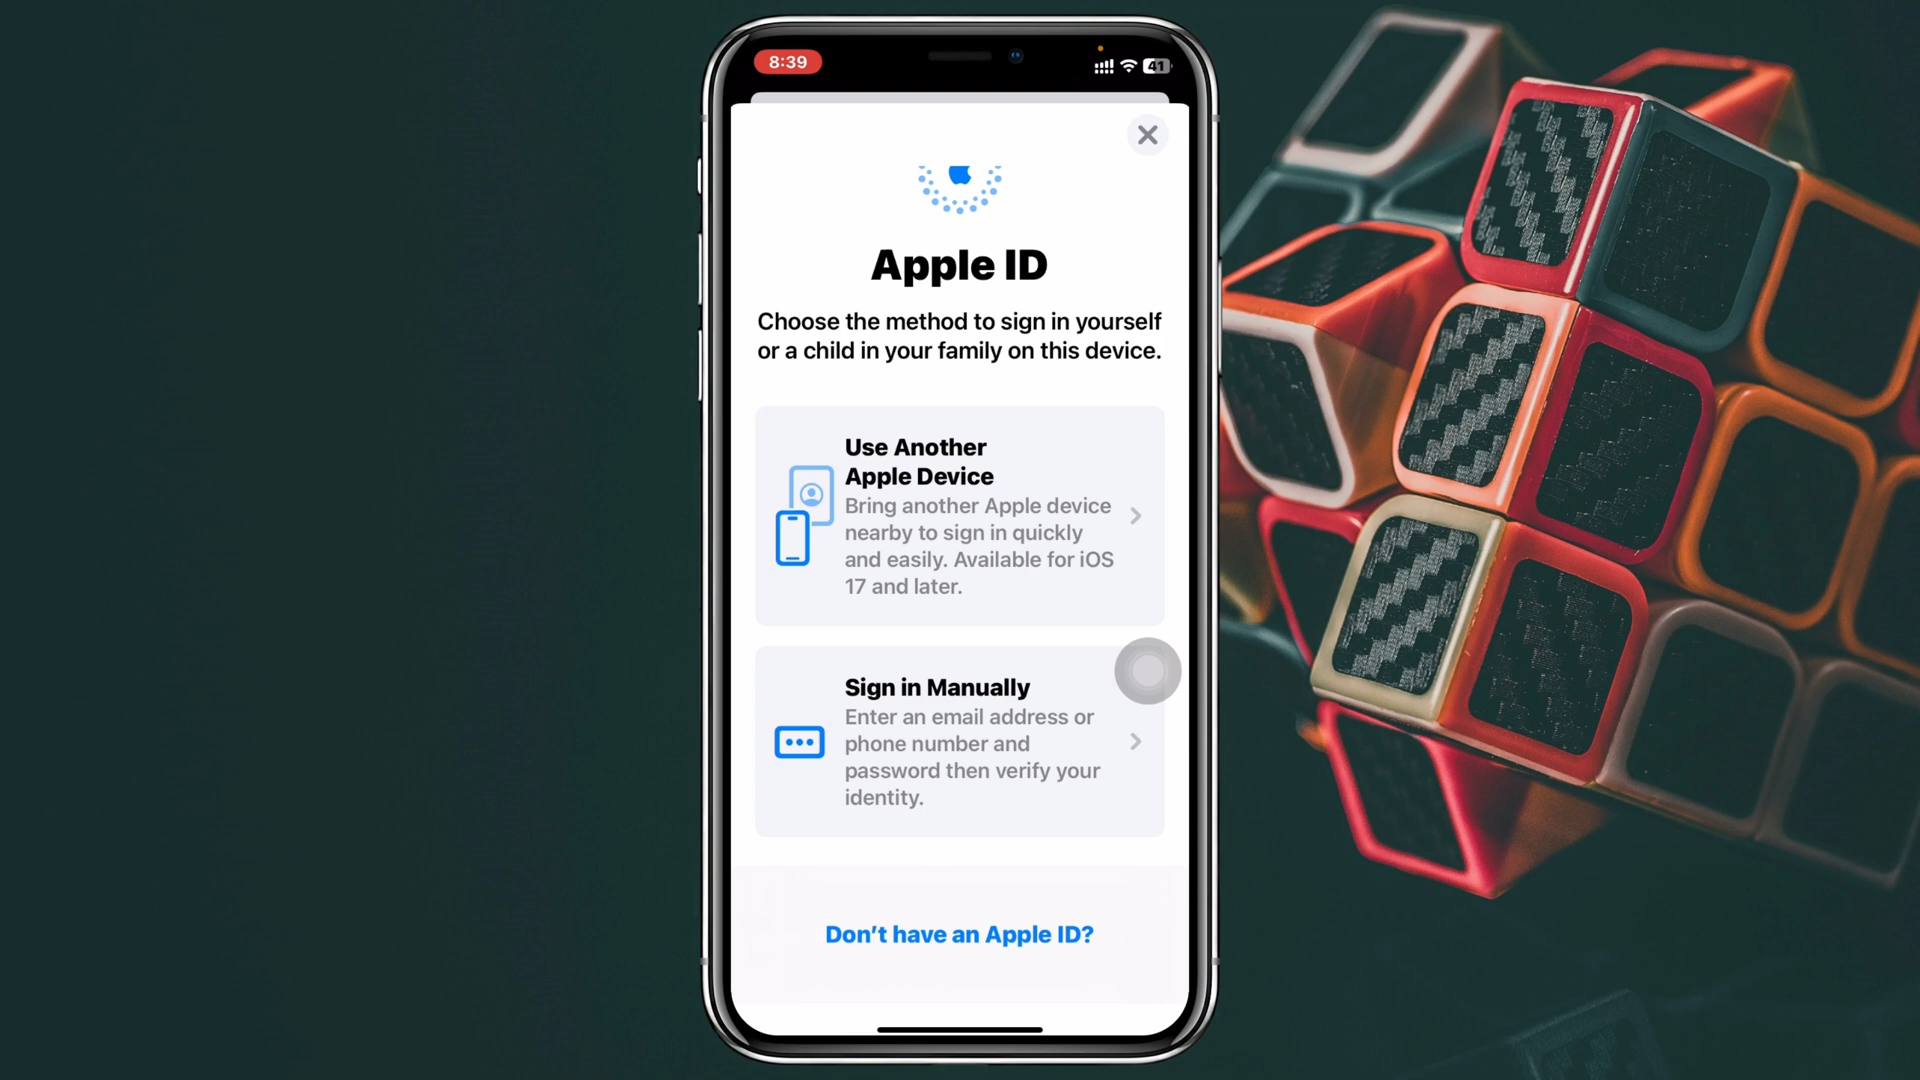 8:39
41
Apple ID
Choose the method to sign in yourself
or a child in your family on this device.
Use Another
Apple Device
Bring another Apple device
nearby to sign in quickly
and easily. Available for iOS
17 and later.
Sign in Manually
Enter an email address or
phone number and
password then verify your
identity.
Don’t have an Apple ID?